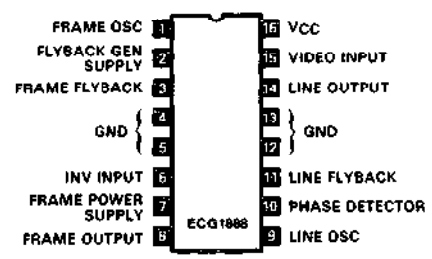 FRAME OSC 1 16 VCC
FLYBACK GEN SUPPLY 2 15 VIDEO INPUT
FRAME FLYBACK 3 14 LINE OUTPUT
4 13
GND GND
5 12
INV INPUT 6 11 LINE FLYBACK
FRAME POWER SUPPLY 7 10 PHASE DETECTOR
ECG1888
FRAME OUTPUT 8 9 LINE OSC